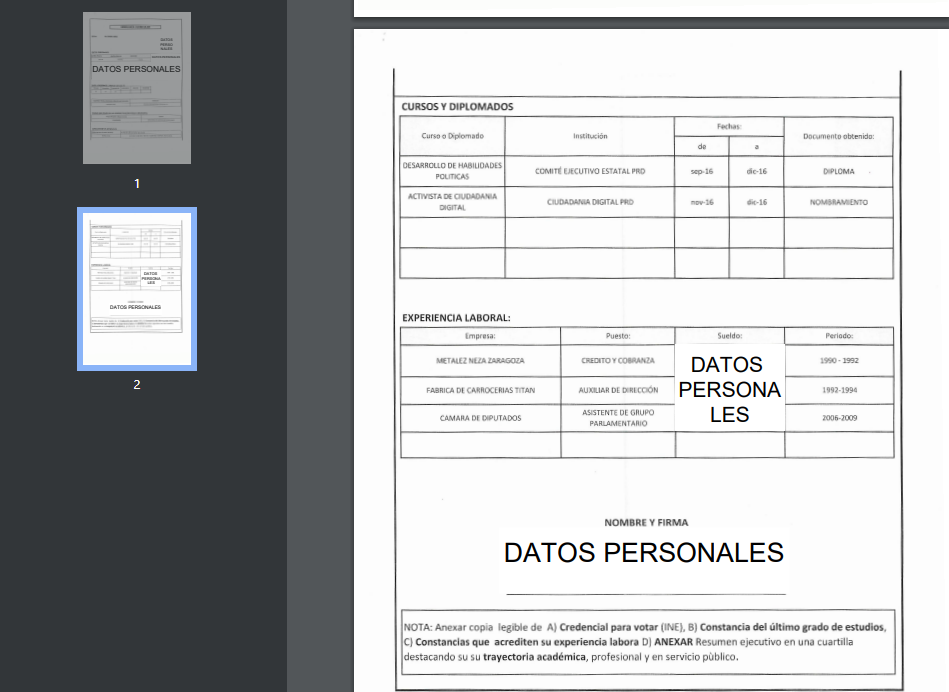 DATOS PERSONALES
1
DATOS
PERSONA
LES
DATOS PERSONALES
2
CURSOS Y DIPLOMADOS
Curso o Diplomado
Institución
Fechas:
Documento obtenido:
de
a
DESARROLLO DE HABILIDADES
POLITICAS
COMITÉ EJECUTIVO ESTATAL PRD
sep-16
dic-16
DIPLOMA
ACTIVISTA DE CIUDADANIA
DIGITAL
CIUDADANIA DIGITAL PRD
nov-16
dic-16
NOMBRAMIENTO
EXPERIENCIA LABORAL:
Empresa:
Puesto:
Sueldo:
Periodo:
METALEZ NEZA ZARAGOZA
CREDITO Y COBRANZA
1990 - 1992
FABRICA DE CARROCERIAS TITAN
AUXILIAR DE DIRECCIÓN
1992-1994
CAMARA DE DIPUTADOS
ASISTENTE DE GRUPO
PARLAMENTARIO
2006-2009
DATOS
PERSONA
LES
NOMBRE Y FIRMA
DATOS PERSONALES
NOTA: Anexar copia legible de A) Credencial para votar (INE), B) Constancia del último grado de estudios,
C) Constancias que acrediten su experiencia labora D) ANEXAR Resumen ejecutivo en una cuartilla
destacando su su trayectoria académica, profesional y en servicio pùblico.